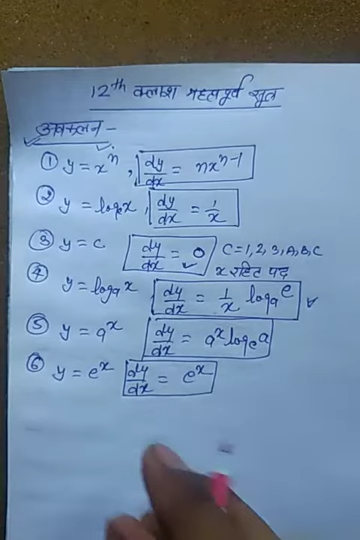 12th क्लाश महत्वपूर्ण सूत्र
अवकलन -
① y = xⁿ, dy/dx = nxⁿ⁻¹
② y = logₑx, dy/dx = 1/x
③ y = c dy/dx = 0 C=1,2,3,A,B,C
x रहित पद
④ y = logₐx, dy/dx = 1/x logₐe
⑤ y = aˣ dy/dx = aˣ logₑa
⑥ y = eˣ dy/dx = eˣ